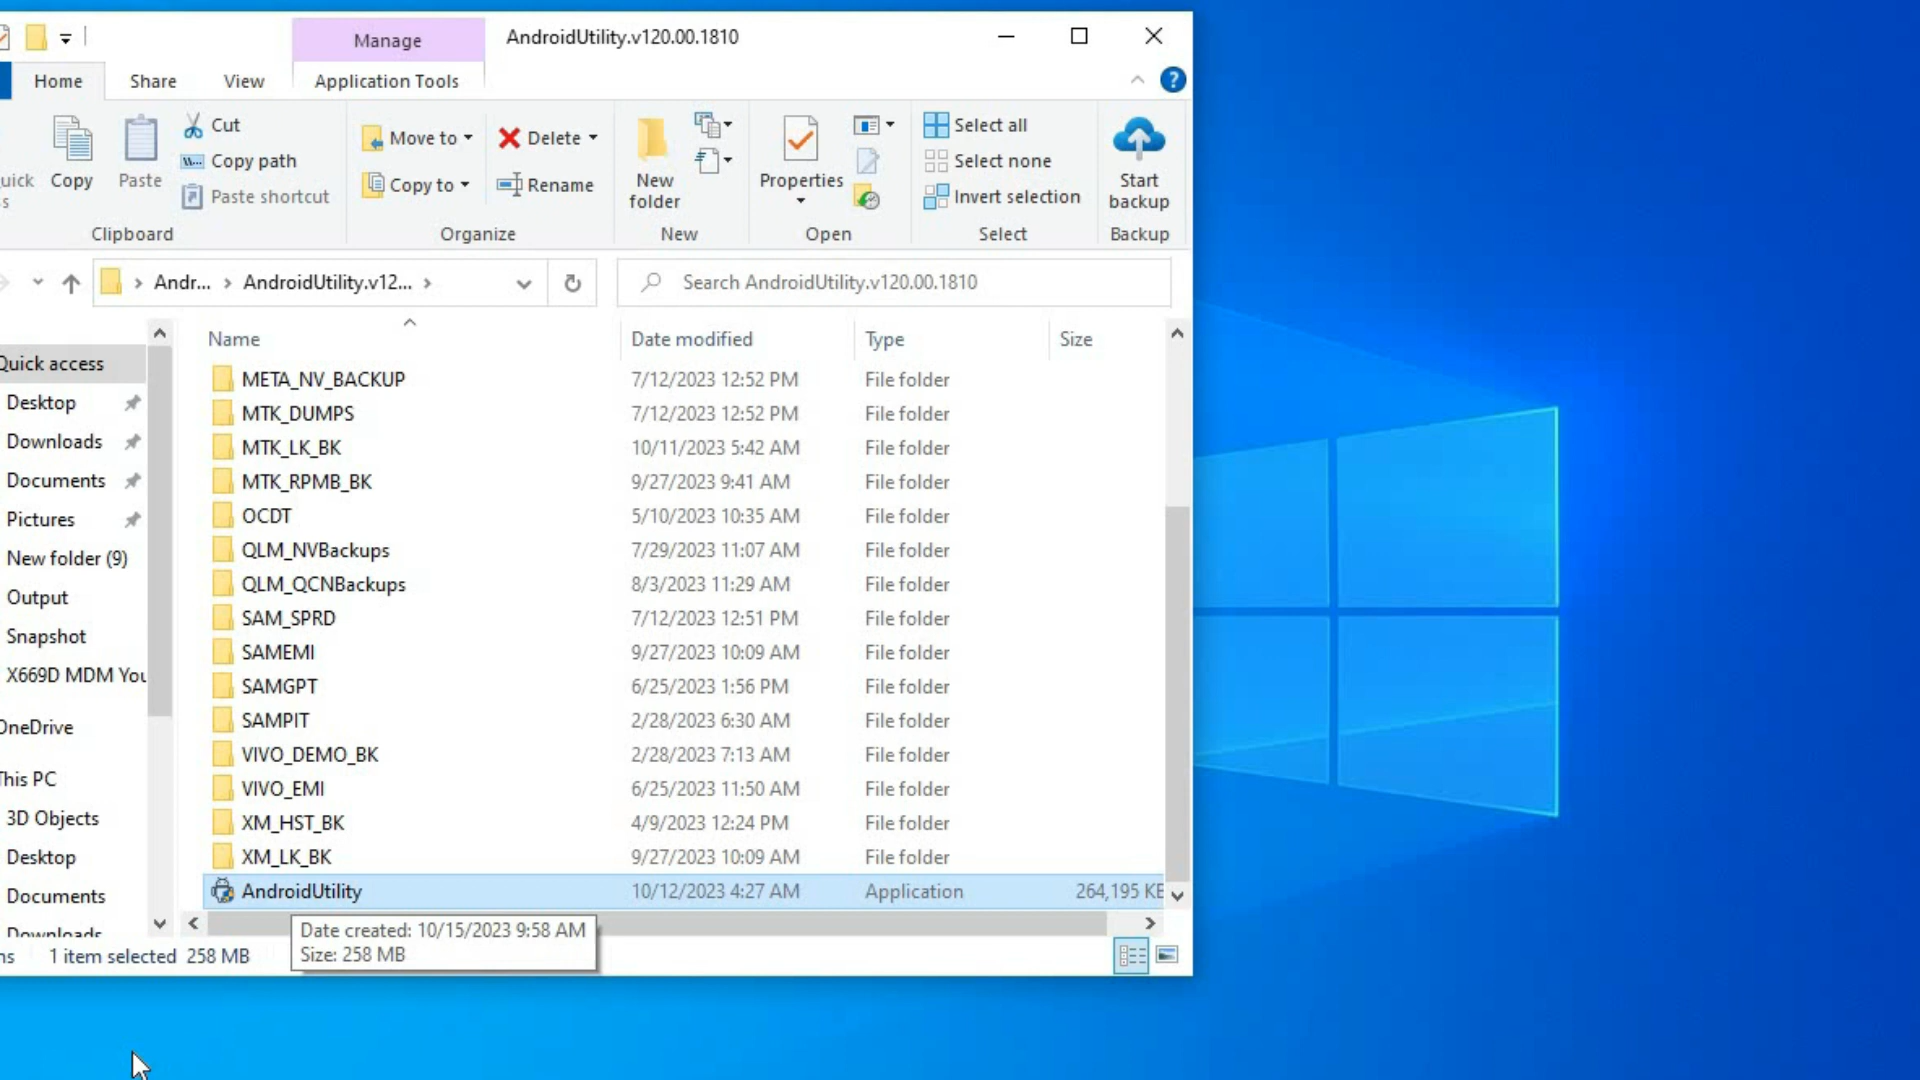 Manage
AndroidUtility.v120.00.1810
Home
Share
View
Application Tools
Copy
Paste
Cut
Copy path
Paste shortcut
Clipboard
Move to
Copy to
Delete
Rename
Organize
New folder
New
Properties
Open
Select all
Select none
Invert selection
Select
Start backup
Backup
Andr... › AndroidUtility.v12... ›
Search AndroidUtility.v120.00.1810
Quick access
Desktop
Downloads
Documents
Pictures
New folder (9)
Output
Snapshot
X669D MDM You
OneDrive
This PC
3D Objects
Desktop
Documents
Downloads
Name Date modified Type Size
META_NV_BACKUP 7/12/2023 12:52 PM File folder
MTK_DUMPS 7/12/2023 12:52 PM File folder
MTK_LK_BK 10/11/2023 5:42 AM File folder
MTK_RPMB_BK 9/27/2023 9:41 AM File folder
OCDT 5/10/2023 10:35 AM File folder
QLM_NVBackups 7/29/2023 11:07 AM File folder
QLM_QCNBackups 8/3/2023 11:29 AM File folder
SAM_SPRD 7/12/2023 12:51 PM File folder
SAMEMI 9/27/2023 10:09 AM File folder
SAMGPT 6/25/2023 1:56 PM File folder
SAMPIT 2/28/2023 6:30 AM File folder
VIVO_DEMO_BK 2/28/2023 7:13 AM File folder
VIVO_EMI 6/25/2023 11:50 AM File folder
XM_HST_BK 4/9/2023 12:24 PM File folder
XM_LK_BK 9/27/2023 10:09 AM File folder
AndroidUtility 10/12/2023 4:27 AM Application 264,195 KB
Date created: 10/15/2023 9:58 AM
Size: 258 MB
1 item selected 258 MB